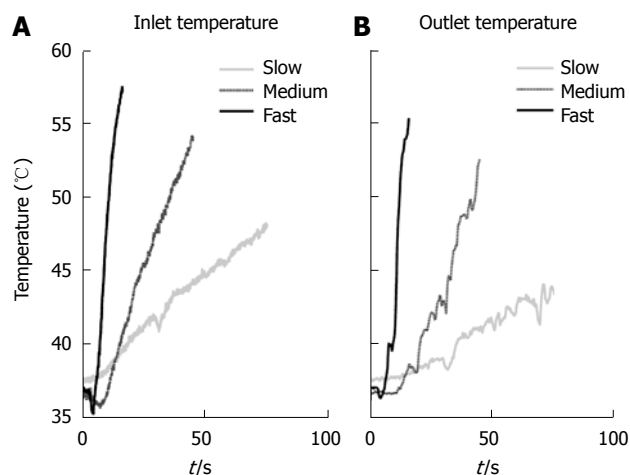 A Inlet temperature
B Outlet temperature
60
55
50
45
40
35
Temperature (℃)
Slow
Medium
Fast
Slow
Medium
Fast
0 50 100
0 50 100
t/s
t/s